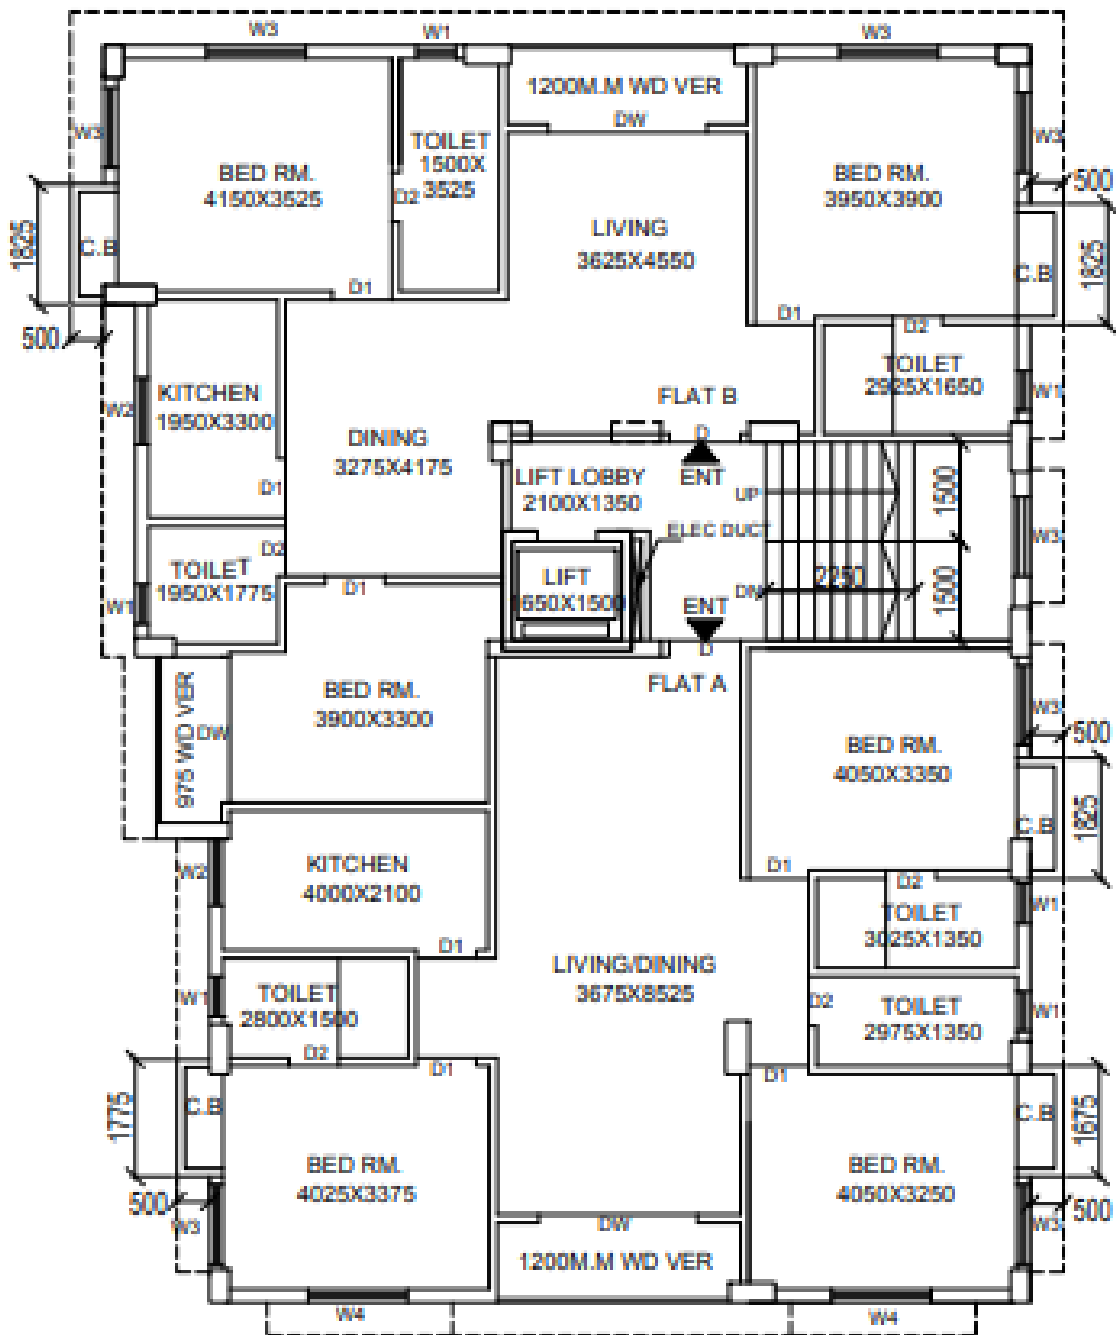 W3
W1
W3
1200M.M WD VER
DW
W3
TOILET
1500X
3525
BED RM.
4150X3525
D2
BED RM.
3950X3900
W3
500
LIVING
3625X4550
1825
C.B
C.B
1825
D1
D1
D2
500
TOILET
2925X1650
W1
KITCHEN
1950X3300
W2
FLAT B
D
DINING
3275X4175
ENT
LIFT LOBBY
2100X1350
UP
1500
D1
ELEC DUCT
W3
D2
TOILET
1950X1775
LIFT
1650X1500
2250
DN
1500
D1
W1
ENT
D
FLAT A
BED RM.
3900X3300
975 WD VER
DW
W3
500
BED RM.
4050X3350
1825
C.B
KITCHEN
4000X2100
W2
D1
D2
W1
TOILET
3025X1350
D1
LIVING/DINING
3675X8525
TOILET
2800X1500
W1
D2
TOILET
2975X1350
W1
D2
D1
D1
1775
C.B
C.B
1675
BED RM.
4025X3375
BED RM.
4050X3250
500
W3
W3
500
DW
1200M.M WD VER
W4
W4